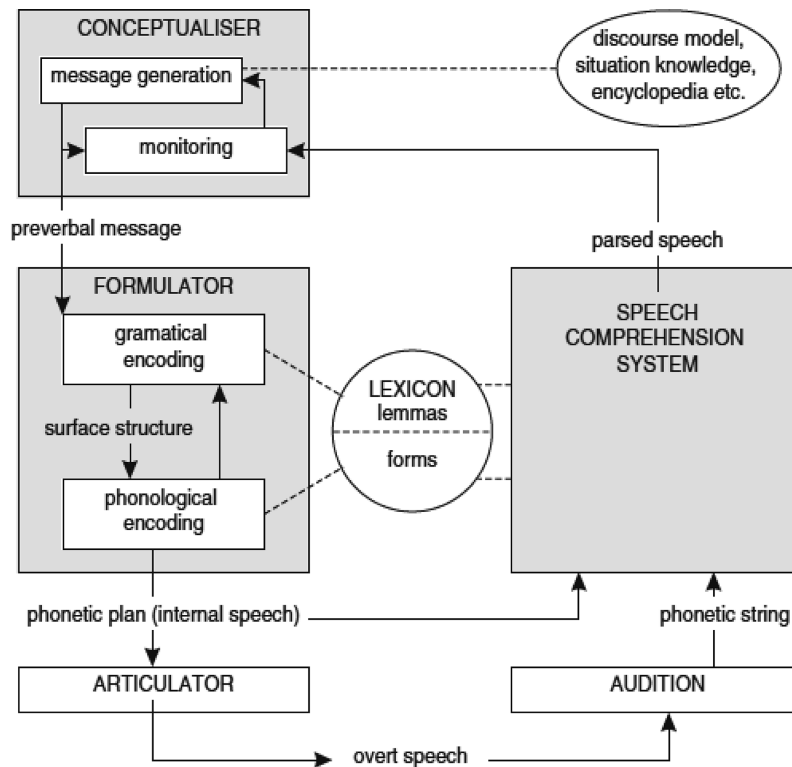 CONCEPTUALISER
message generation
monitoring
discourse model,
situation knowledge,
encyclopedia etc.
preverbal message
parsed speech
FORMULATOR
gramatical
encoding
surface structure
phonological
encoding
LEXICON
lemmas
forms
SPEECH
COMPREHENSION
SYSTEM
phonetic plan (internal speech)
phonetic string
ARTICULATOR
AUDITION
overt speech